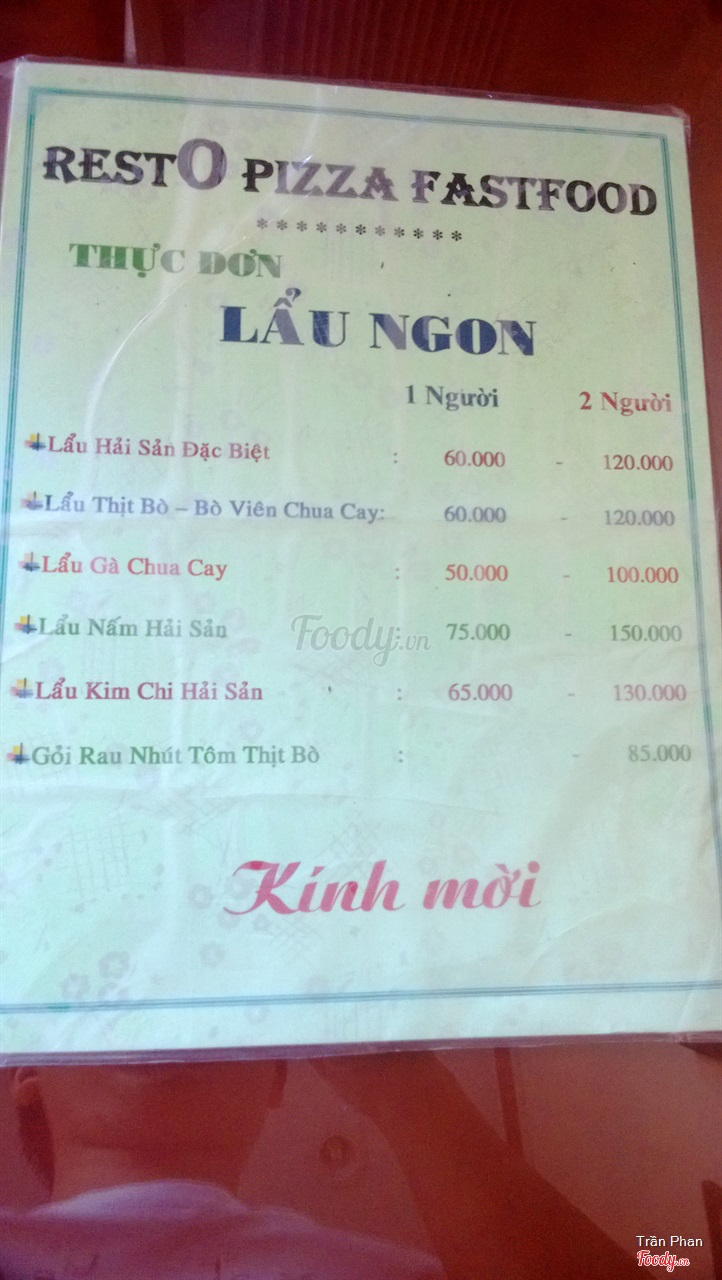 RESTO PIZZA FASTFOOD
***********
THỰC ĐƠN
LẨU NGON
1 Người 2 Người
Lẩu Hải Sản Đặc Biệt : 60.000 - 120.000
Lẩu Thịt Bò – Bò Viên Chua Cay: 60.000 - 120.000
Lẩu Gà Chua Cay : 50.000 - 100.000
Lẩu Nấm Hải Sản : 75.000 - 150.000
Foody.vn
Lẩu Kim Chi Hải Sản : 65.000 - 130.000
Gỏi Rau Nhút Tôm Thịt Bò : - 85.000
Kính mời
Trần Phan
Foody.vn